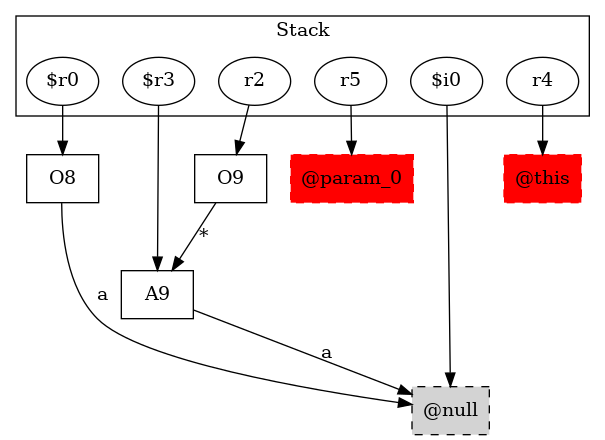 Stack
$r0 $r3 r2 r5 $i0 r4
O8 O9 @param_0 @this
*
a A9
a
@null